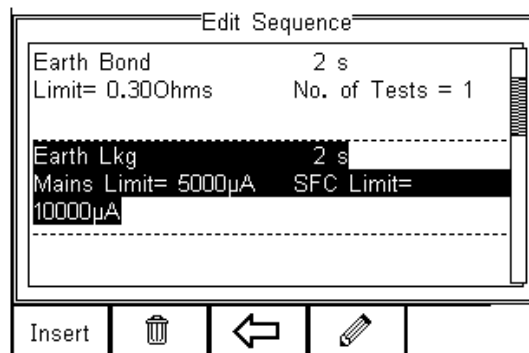 Edit Sequence
Earth Bond 2 s
Limit= 0.30Ohms No. of Tests = 1
Earth Lkg 2 s
Mains Limit= 5000µA SFC Limit=
10000µA
Insert